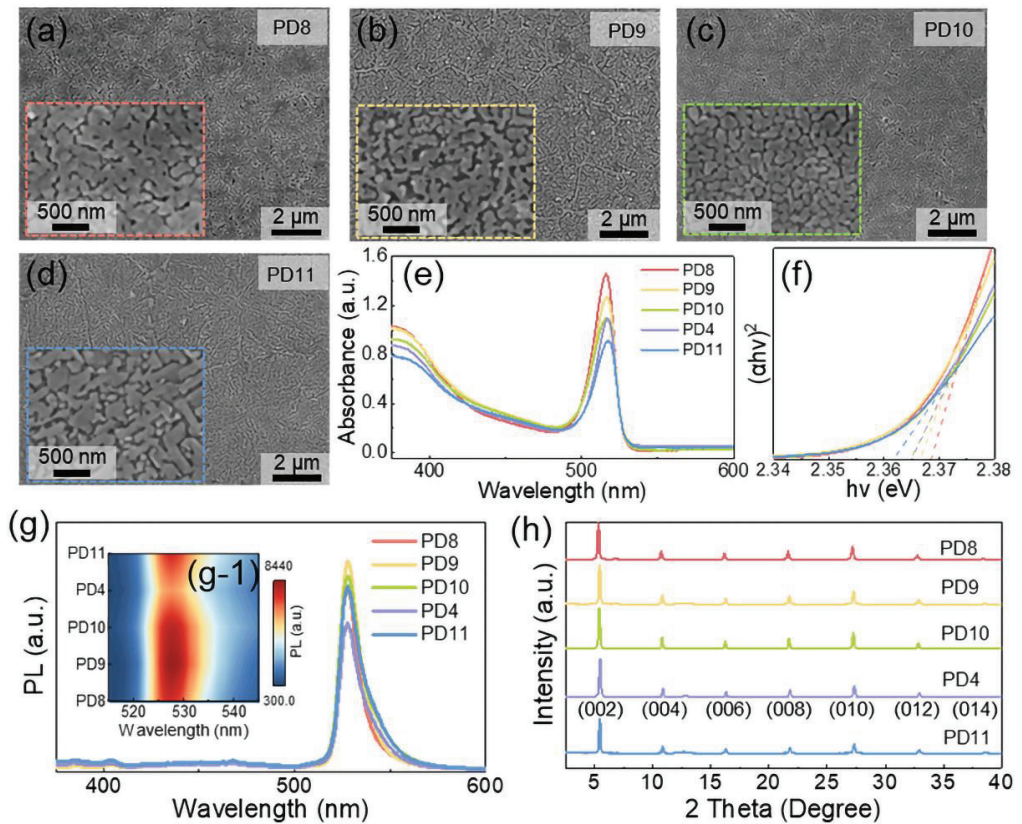 (a) PD8
500 nm
2 µm
(b) PD9
500 nm
2 µm
(c) PD10
500 nm
2 µm
(d) PD11
500 nm
2 µm
(e)
1.6
1.2
0.8
0.4
0.0
Absorbance (a.u.)
PD8
PD9
PD10
PD4
PD11
400 500 600
Wavelength (nm)
(f)
(αhv)²
2.34 2.35 2.36 2.37 2.38
hv (eV)
(g)
PL (a.u.)
PD8
PD9
PD10
PD4
PD11
400 500 600
Wavelength (nm)
(g-1)
PD11
PD4
PD10
PD9
PD8
520 530 540
Wavelength (nm)
8440
PL (a.u.)
300.0
(h)
Intensity (a.u.)
PD8
PD9
PD10
PD4
(002) (004) (006) (008) (010) (012) (014)
PD11
5 10 15 20 25 30 35 40
2 Theta (Degree)